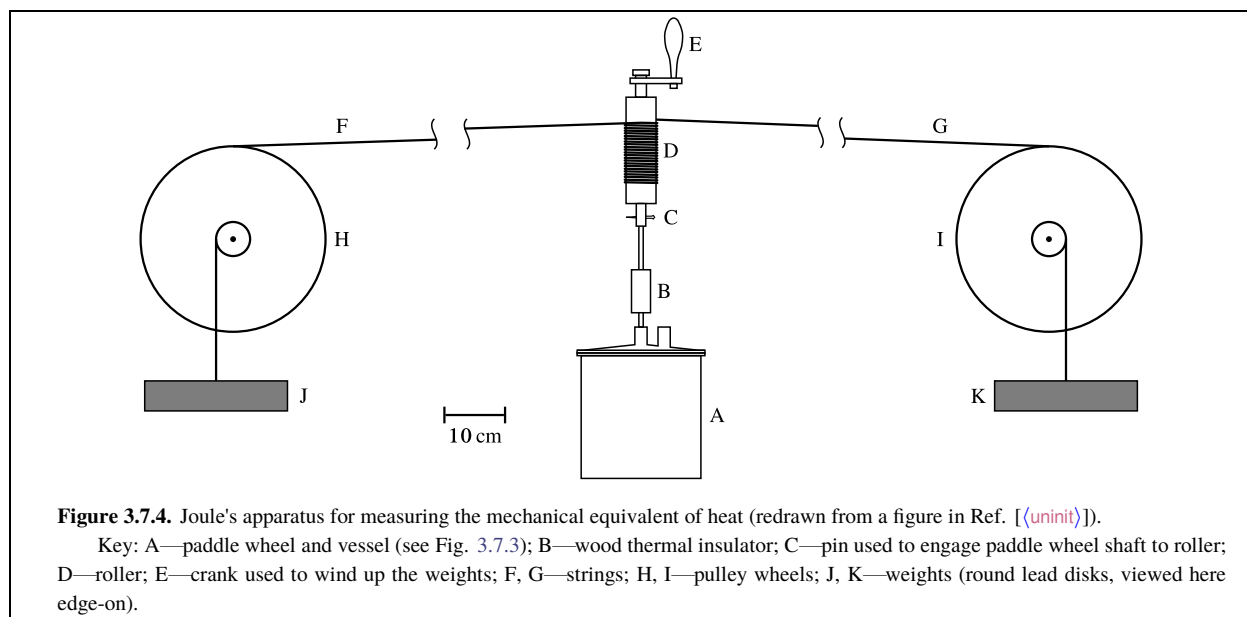 E
F
G
D
C
H
I
B
J
K
A
10 cm
Figure 3.7.4. Joule's apparatus for measuring the mechanical equivalent of heat (redrawn from a figure in Ref. [⟨uninit⟩]).
Key: A—paddle wheel and vessel (see Fig. 3.7.3); B—wood thermal insulator; C—pin used to engage paddle wheel shaft to roller;
D—roller; E—crank used to wind up the weights; F, G—strings; H, I—pulley wheels; J, K—weights (round lead disks, viewed here
edge-on).